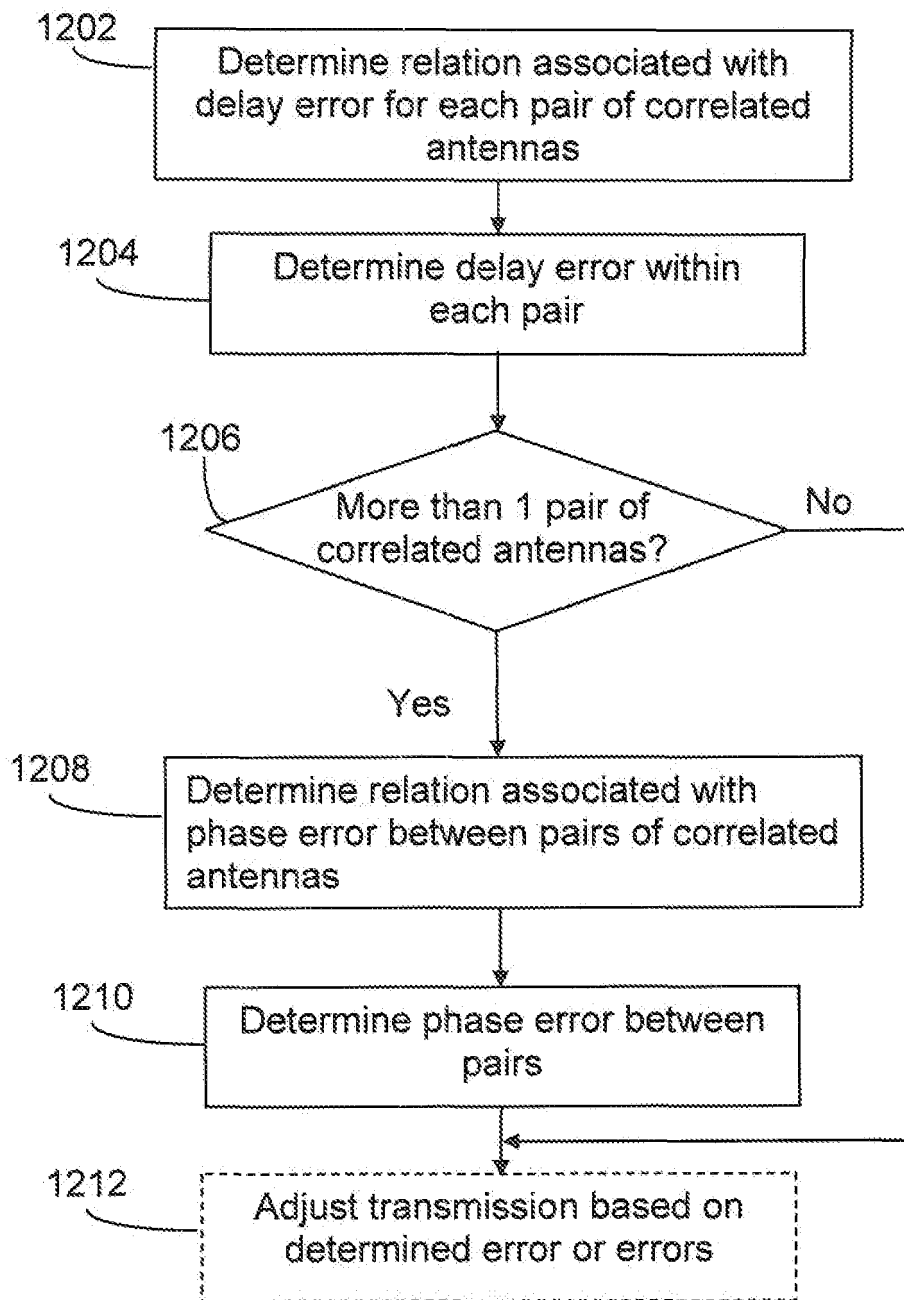 1202
Determine relation associated with
delay error for each pair of correlated
antennas
1204
Determine delay error within
each pair
1206
More than 1 pair of
correlated antennas?
No
Yes
1208
Determine relation associated with
phase error between pairs of correlated
antennas
1210
Determine phase error between
pairs
1212
Adjust transmission based on
determined error or errors